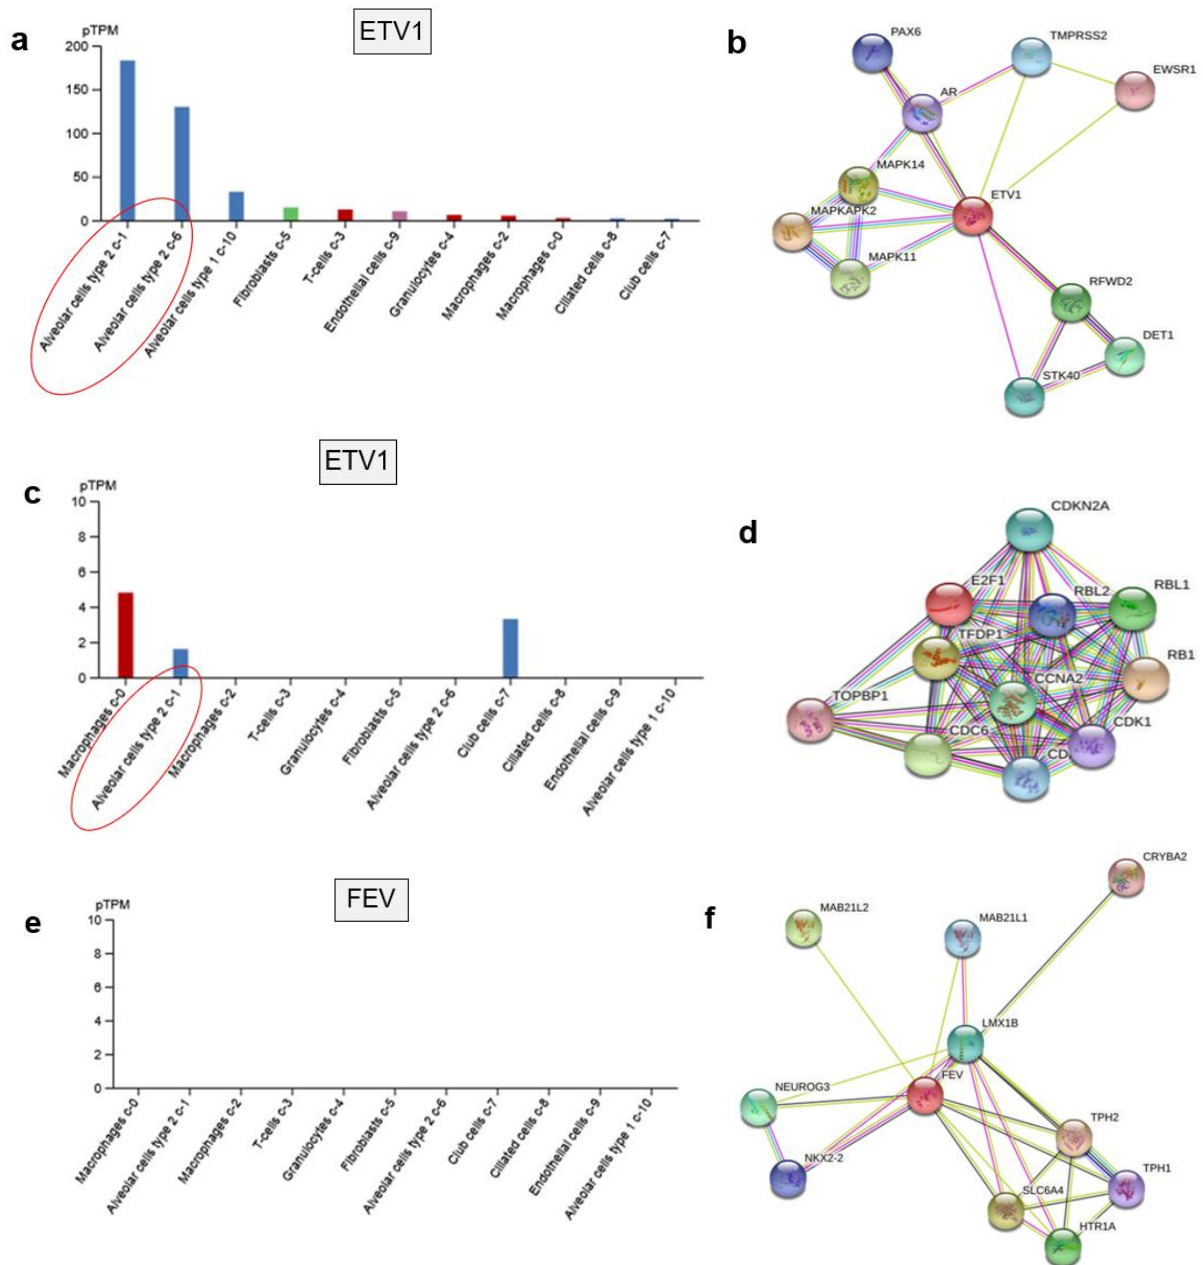 a
ETV1
pTPM
200
150
100
50
0
Alveolar cells type 2 c-1
Alveolar cells type 2 c-6
Alveolar cells type 1 c-10
Fibroblasts c-5
T-cells c-3
Endothelial cells c-9
Granulocytes c-4
Macrophages c-2
Macrophages c-0
Ciliated cells c-8
Club cells c-7
b
PAX6
TMPRSS2
EWSR1
AR
MAPK14
ETV1
MAPKAPK2
MAPK11
RFWD2
DET1
STK40
c
ETV1
pTPM
10
8
6
4
2
0
Macrophages c-0
Alveolar cells type 2 c-1
Macrophages c-2
T-cells c-3
Granulocytes c-4
Fibroblasts c-5
Alveolar cells type 2 c-6
Club cells c-7
Ciliated cells c-8
Endothelial cells c-9
Alveolar cells type 1 c-10
d
CDKN2A
E2F1
RBL2
RBL1
TFDP1
RB1
CCNA2
TOPBP1
CDK1
CDC6
CD
e
FEV
pTPM
10
8
6
4
2
0
Macrophages c-0
Alveolar cells type 2 c-1
Macrophages c-2
T-cells c-3
Granulocytes c-4
Fibroblasts c-5
Alveolar cells type 2 c-6
Club cells c-7
Ciliated cells c-8
Endothelial cells c-9
Alveolar cells type 1 c-10
f
CRYBA2
MAB21L2
MAB21L1
LMX1B
FEV
NEUROG3
TPH2
NKX2-2
TPH1
SLC6A4
HTR1A